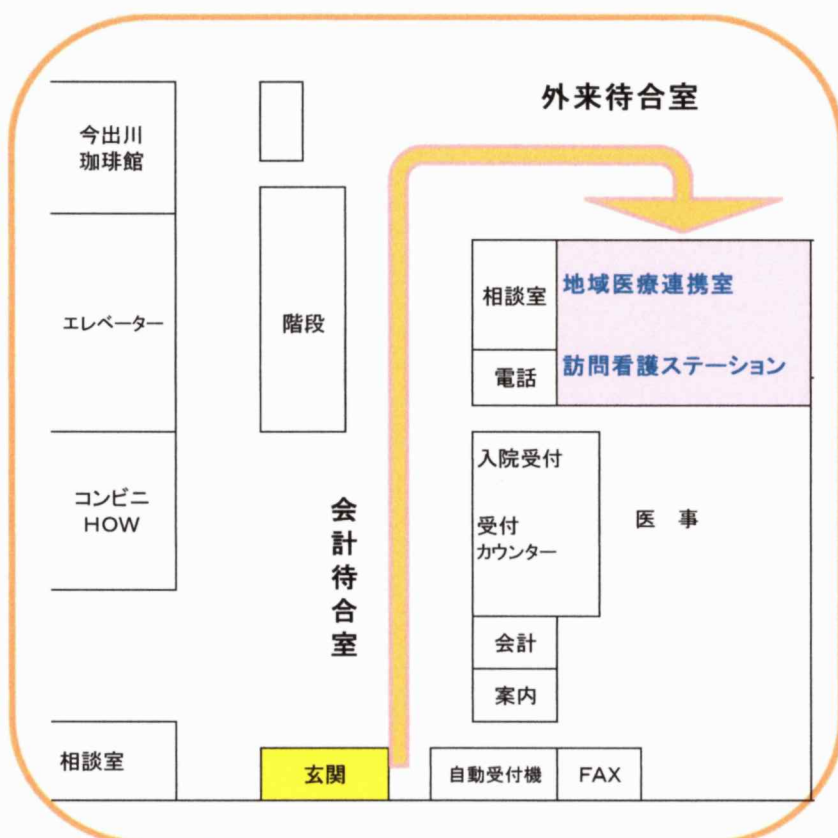 外来待合室
今出川
珈琲館
エレベーター
階段
相談室
地域医療連携室
電話
訪問看護ステーション
コンビニ
HOW
会計待合室
入院受付
受付
カウンター
医 事
会計
案内
相談室
玄関
自動受付機
FAX